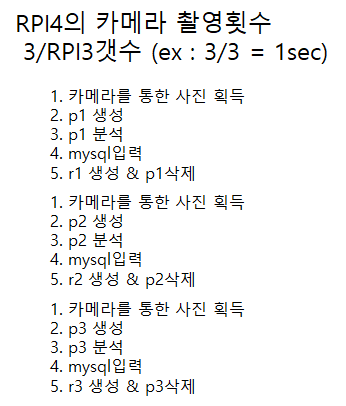 RPI4의 카메라 촬영횟수
3/RPI3갯수 (ex : 3/3 = 1sec)
1. 카메라를 통한 사진 획득
2. p1 생성
3. p1 분석
4. mysql입력
5. r1 생성 & p1삭제
1. 카메라를 통한 사진 획득
2. p2 생성
3. p2 분석
4. mysql입력
5. r2 생성 & p2삭제
1. 카메라를 통한 사진 획득
2. p3 생성
3. p3 분석
4. mysql입력
5. r3 생성 & p3삭제